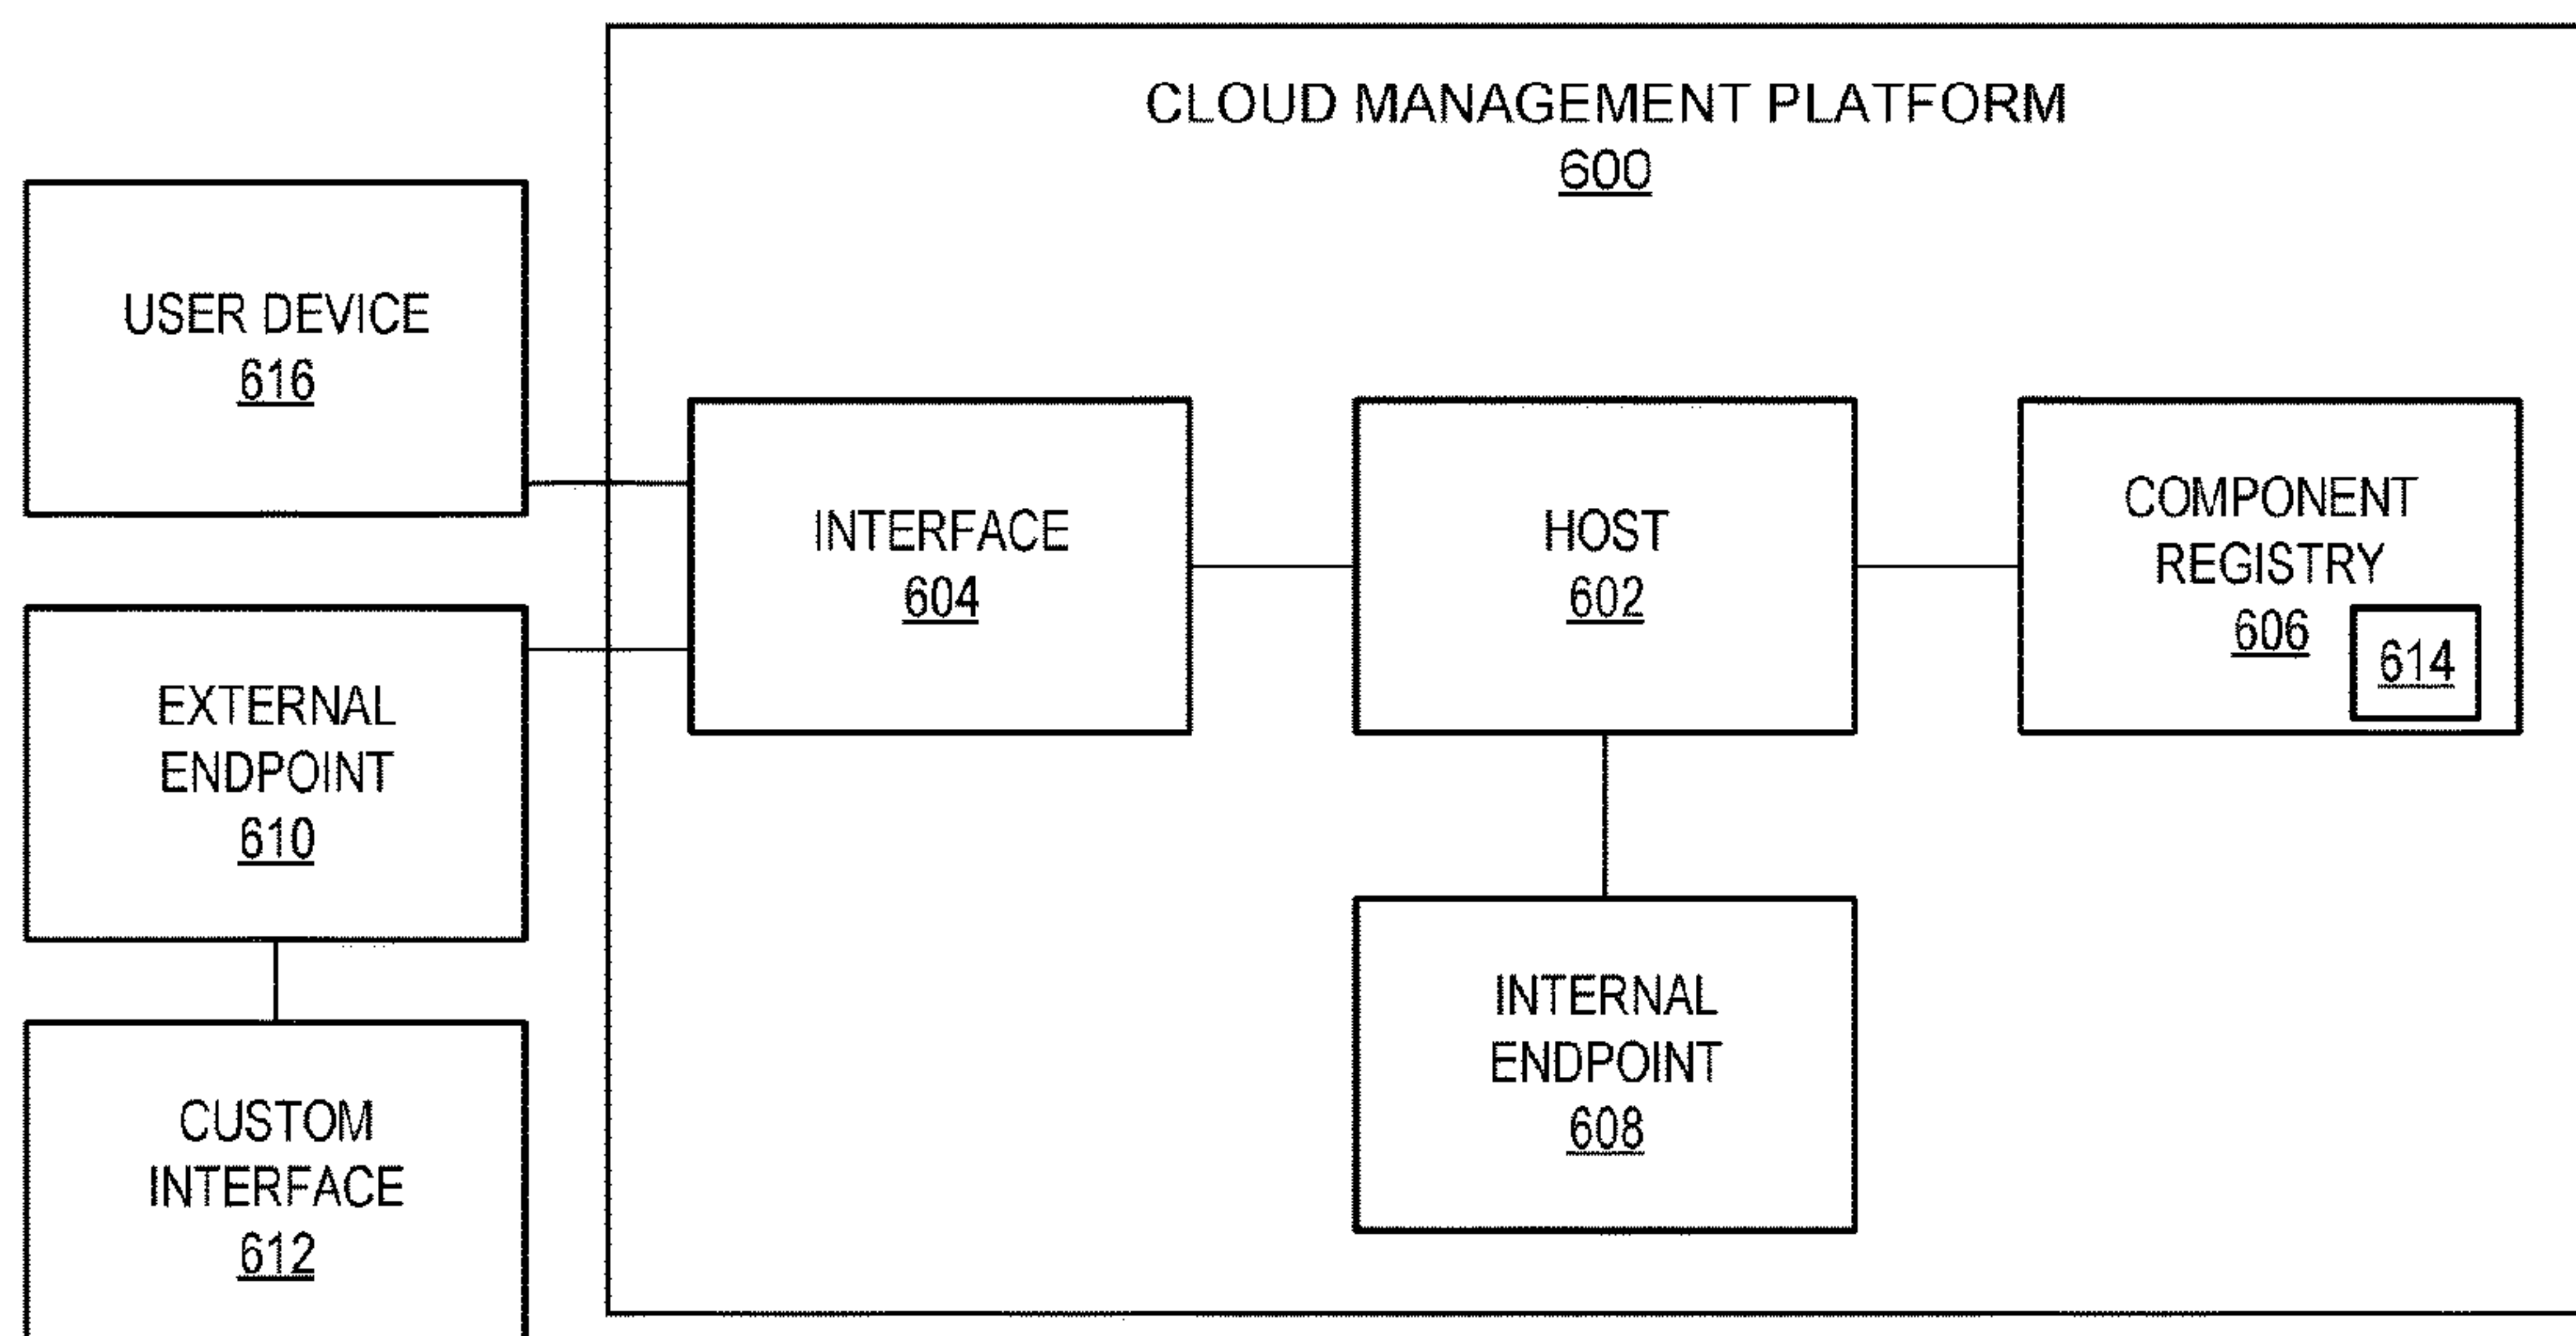 CLOUD MANAGEMENT PLATFORM
600
USER DEVICE
616
INTERFACE
604
HOST
602
COMPONENT
REGISTRY
606
614
EXTERNAL
ENDPOINT
610
INTERNAL
ENDPOINT
608
CUSTOM
INTERFACE
612